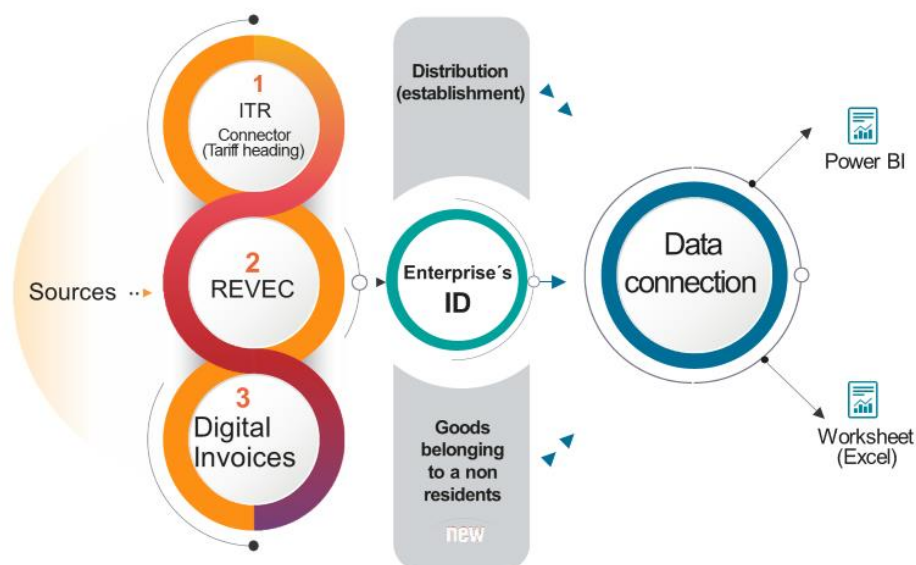 Sources
1
ITR
Connector
(Tariff heading)
2
REVEC
3
Digital
Invoices
Distribution
(establishment)
Enterprise´s
ID
Goods
belonging
to a non
residents
new
Data
connection
Power BI
Worksheet
(Excel)